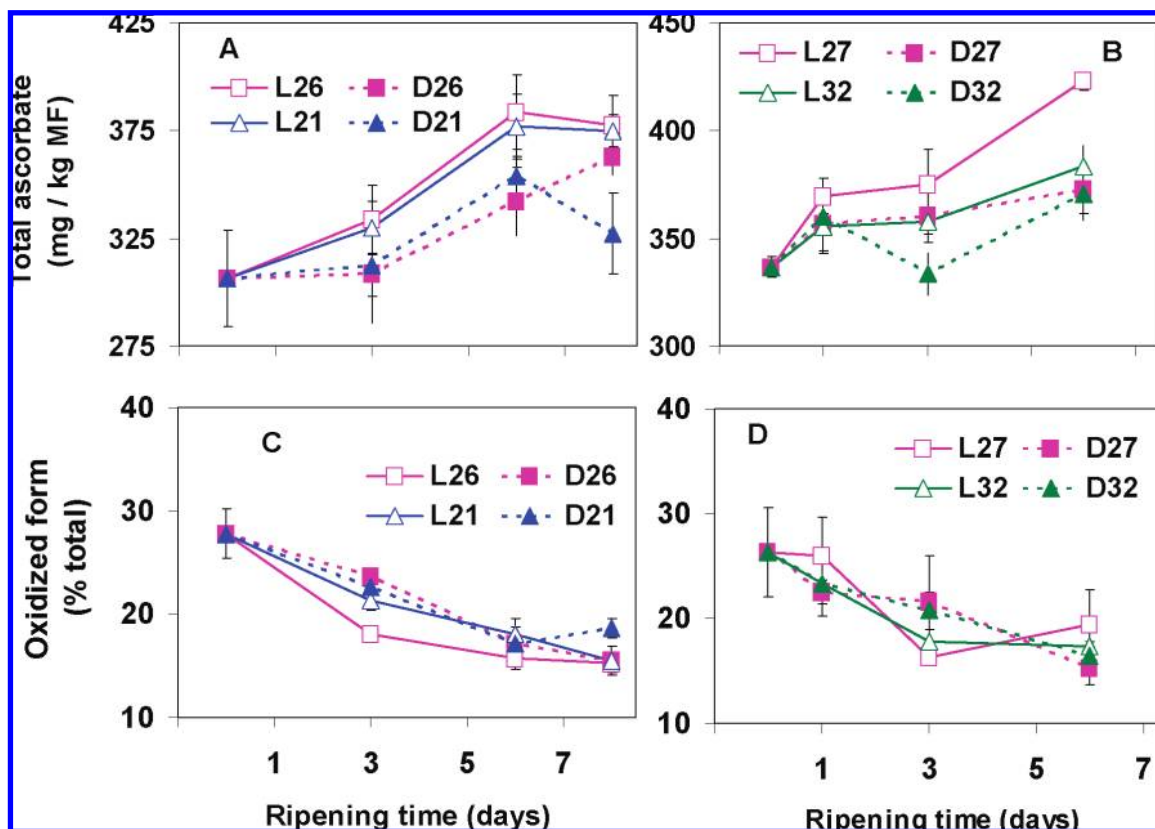 425
375
325
275
Total ascorbate
(mg / kg MF)
A
L26 D26
L21 D21
450
400
350
300
B
L27 D27
L32 D32
40
30
20
10
Oxidized form
(% total)
C
L26 D26
L21 D21
1 3 5 7
Ripening time (days)
40
30
20
10
D
L27 D27
L32 D32
1 3 5 7
Ripening time (days)